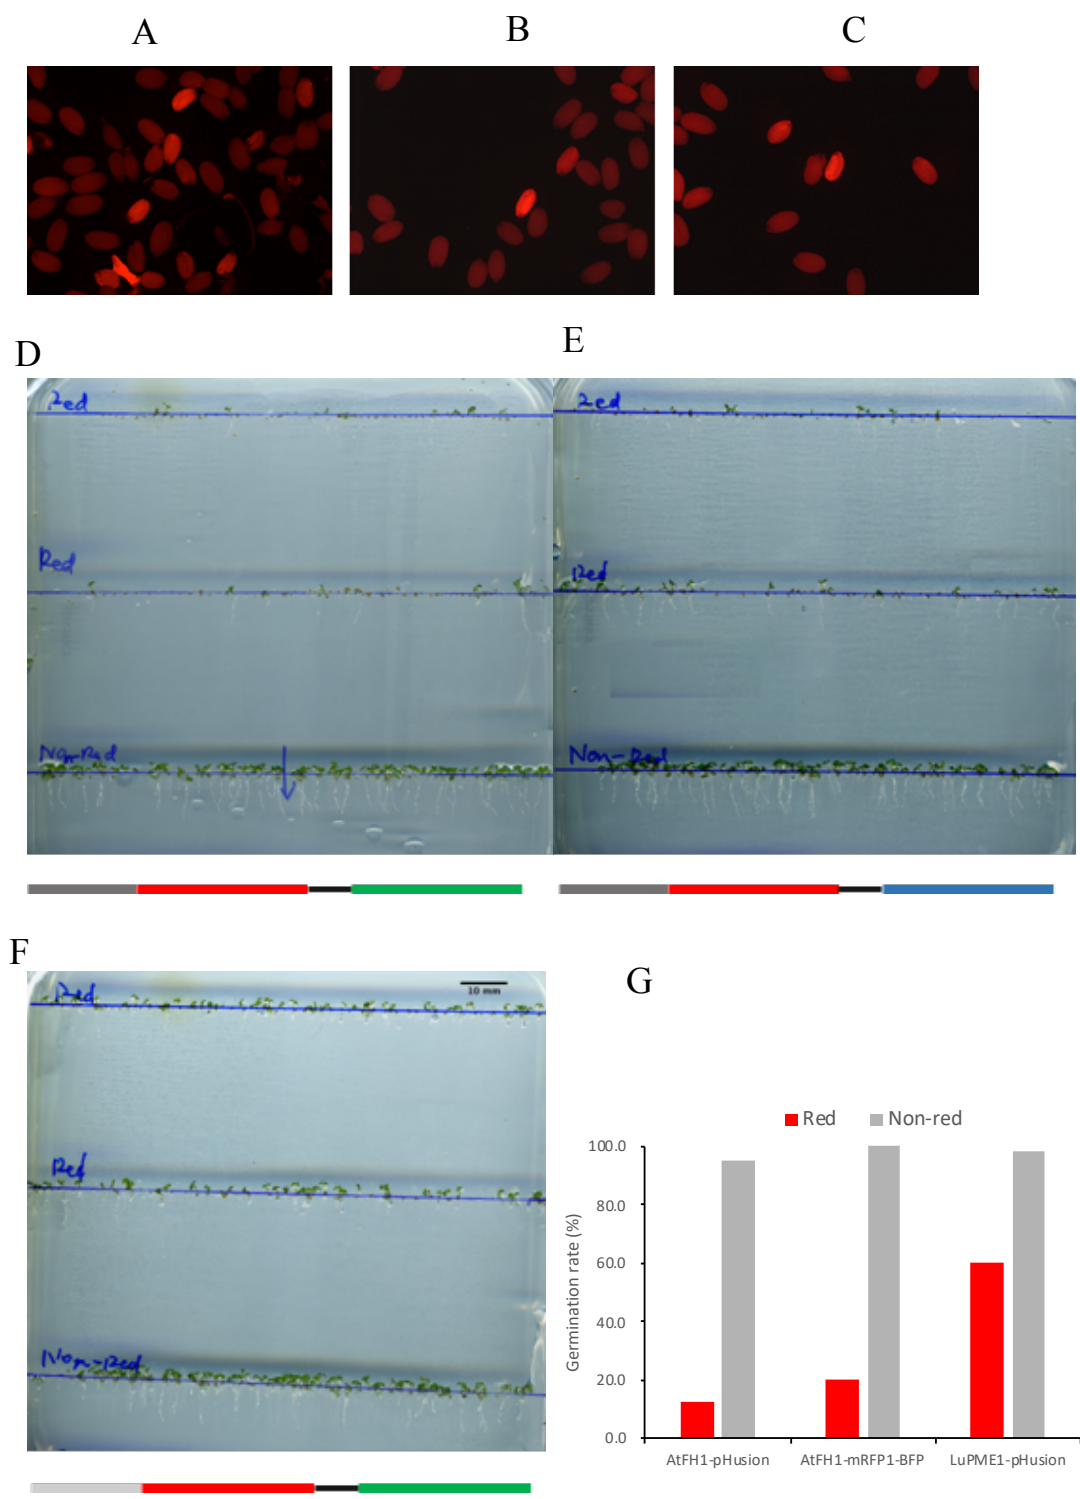 A
B
C
D
E
Red
Red
Red
Red
Non-Red
Non-Red
F
Red
10 mm
Red
Non-Red
G
Red
Non-red
Germination rate (%)
100.0
80.0
60.0
40.0
20.0
0.0
AtFH1-pHusion
AtFH1-mRFP1-BFP
LuPME1-pHusion